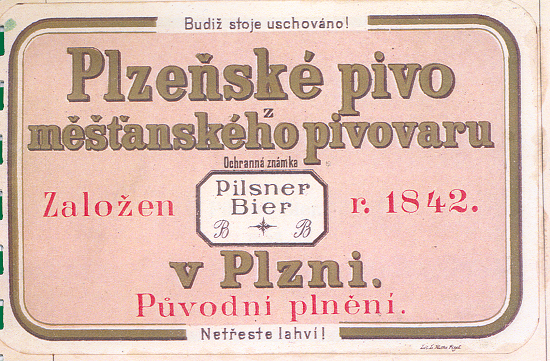 Budiž stoje uschováno!
Plzeňské pivo
z
měšťanského pivovaru
Ochranná známka
Založen
Pilsner
Bier
B B
r. 1842.
v Plzni.
Původní plnění.
Netřeste lahví!